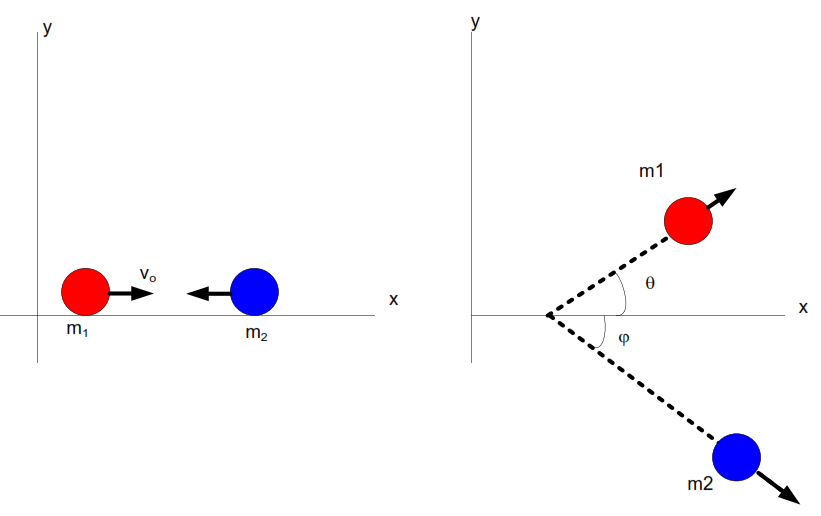 y
v₀
x
m₁
m₂
y
m1
θ
x
φ
m2